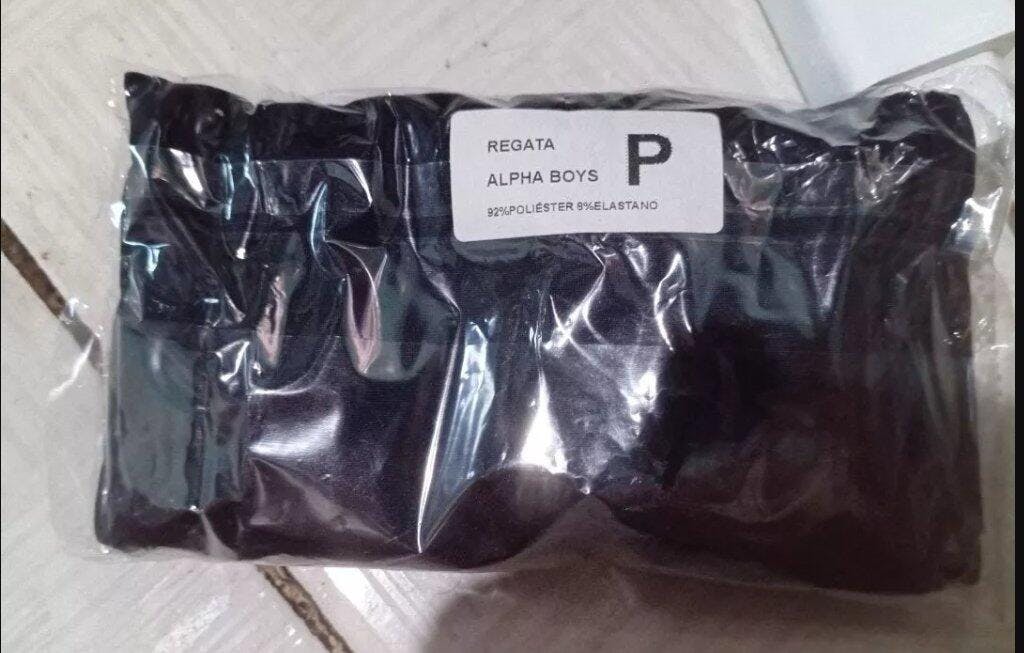 REGATA
P
ALPHA BOYS
92%POLIÉSTER 8%ELASTANO